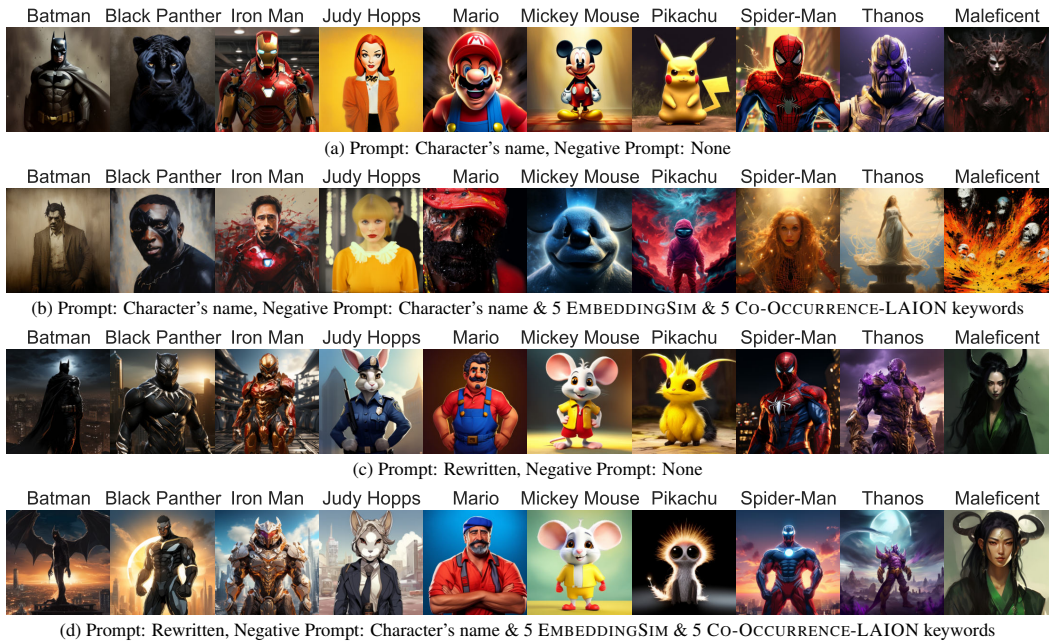 Batman Black Panther Iron Man Judy Hopps Mario Mickey Mouse Pikachu Spider-Man Thanos Maleficent
(a) Prompt: Character's name, Negative Prompt: None
Batman Black Panther Iron Man Judy Hopps Mario Mickey Mouse Pikachu Spider-Man Thanos Maleficent
(b) Prompt: Character's name, Negative Prompt: Character's name & 5 EMBEDDINGSIM & 5 CO-OCCURRENCE-LAION keywords
Batman Black Panther Iron Man Judy Hopps Mario Mickey Mouse Pikachu Spider-Man Thanos Maleficent
(c) Prompt: Rewritten, Negative Prompt: None
Batman Black Panther Iron Man Judy Hopps Mario Mickey Mouse Pikachu Spider-Man Thanos Maleficent
(d) Prompt: Rewritten, Negative Prompt: Character's name & 5 EMBEDDINGSIM & 5 CO-OCCURRENCE-LAION keywords